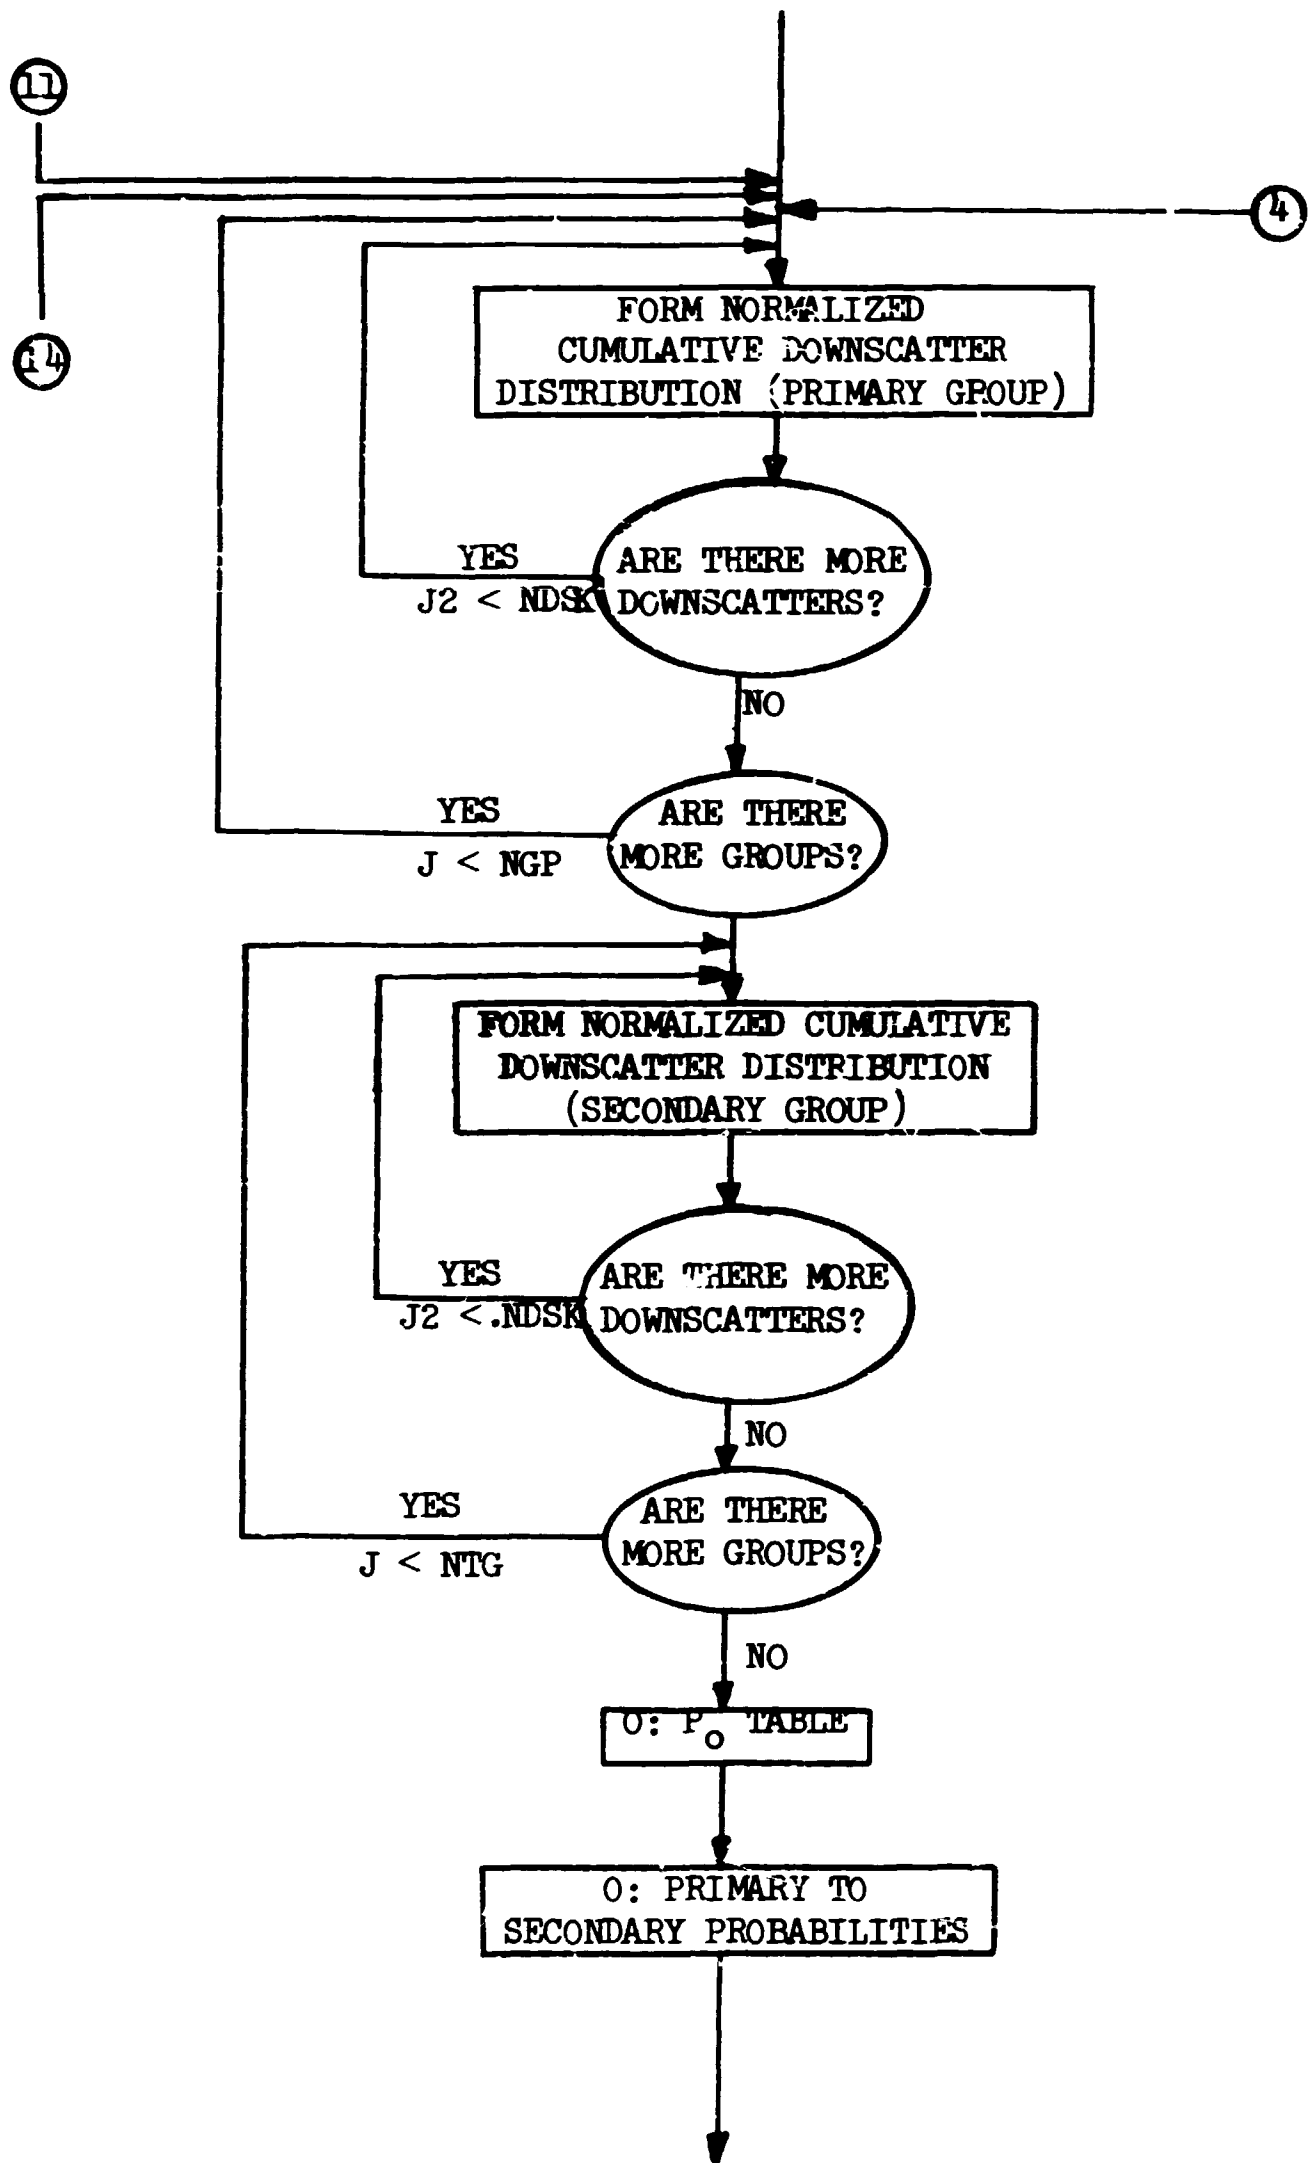 11
4
14
FORM NORMALIZED
CUMULATIVE DOWNSCATTER
DISTRIBUTION (PRIMARY GROUP)
YES
J2 < NDSK
ARE THERE MORE
DOWNSCATTERS?
NO
YES
J < NGP
ARE THERE
MORE GROUPS?
FORM NORMALIZED CUMULATIVE
DOWNSCATTER DISTRIBUTION
(SECONDARY GROUP)
YES
J2 <.NDSK
ARE THERE MORE
DOWNSCATTERS?
NO
YES
J < NTG
ARE THERE
MORE GROUPS?
NO
O: Po TABLE
O: PRIMARY TO
SECONDARY PROBABILITIES